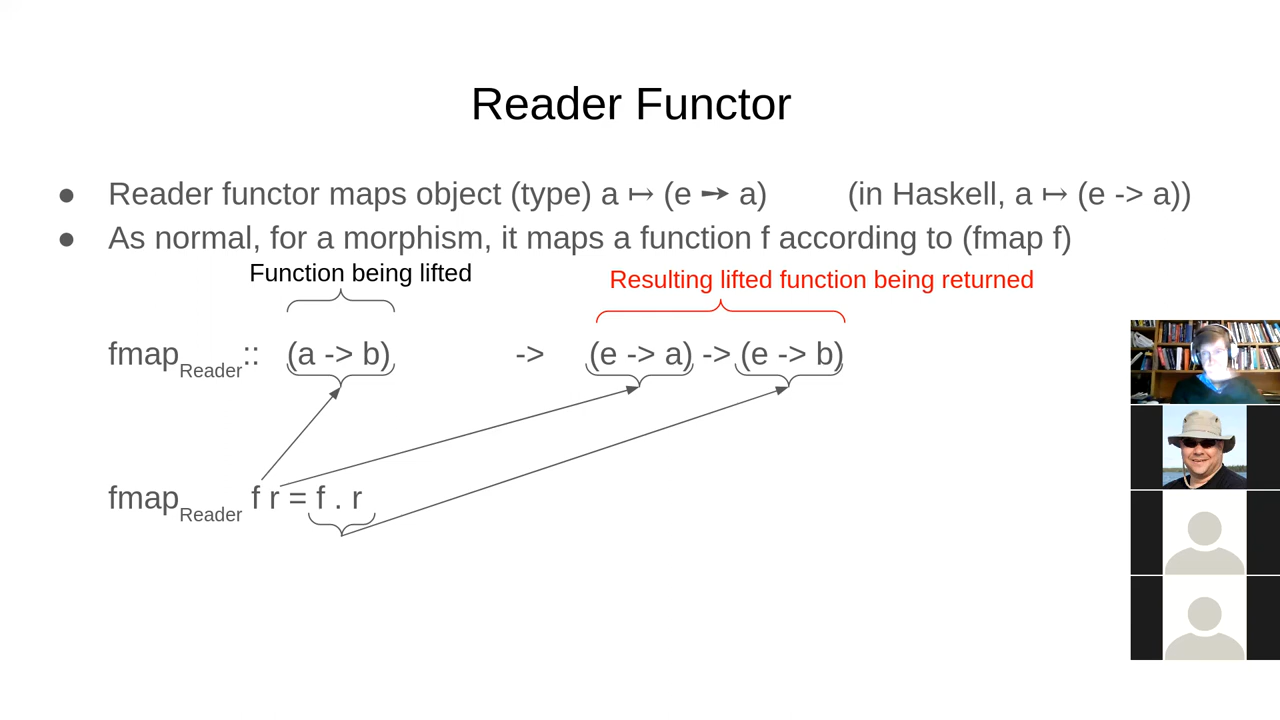 Reader Functor
● Reader functor maps object (type) a ↦ (e ➙ a) (in Haskell, a ↦ (e -> a))
● As normal, for a morphism, it maps a function f according to (fmap f)
Function being lifted
Resulting lifted function being returned
fmapReader:: (a -> b) -> (e -> a) -> (e -> b)
fmapReader f r = f . r